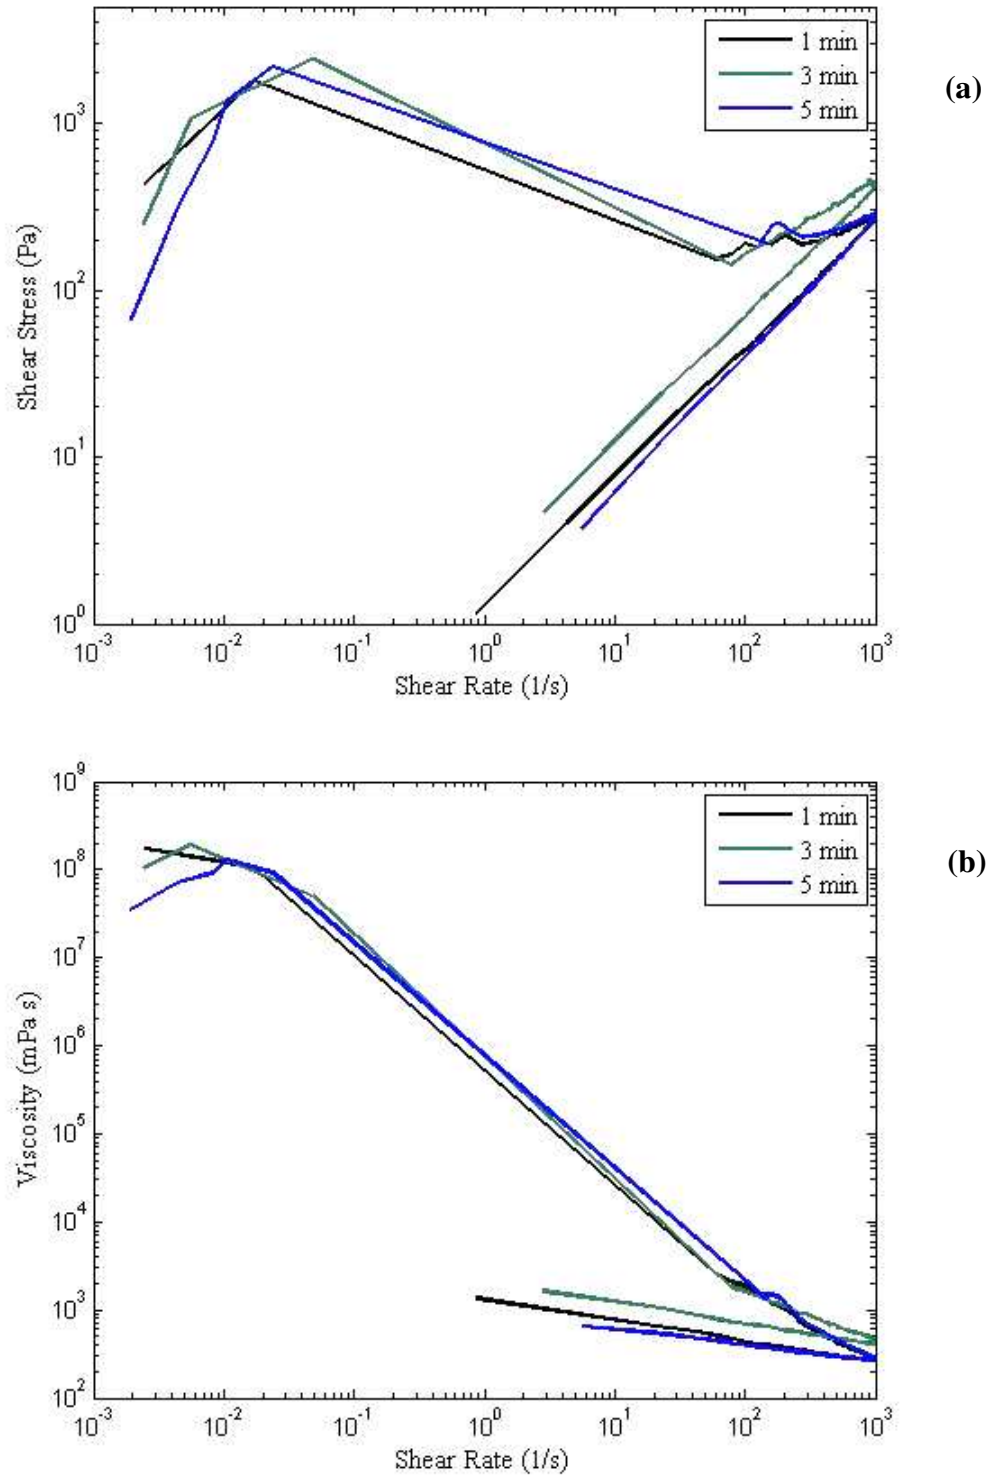 1 min
3 min
5 min
(a)
10^3
10^2
10^1
10^0
Shear Stress (Pa)
10^-3 10^-2 10^-1 10^0 10^1 10^2 10^3
Shear Rate (1/s)
1 min
3 min
5 min
(b)
10^9
10^8
10^7
10^6
10^5
10^4
10^3
10^2
Viscosity (mPa s)
10^-3 10^-2 10^-1 10^0 10^1 10^2 10^3
Shear Rate (1/s)